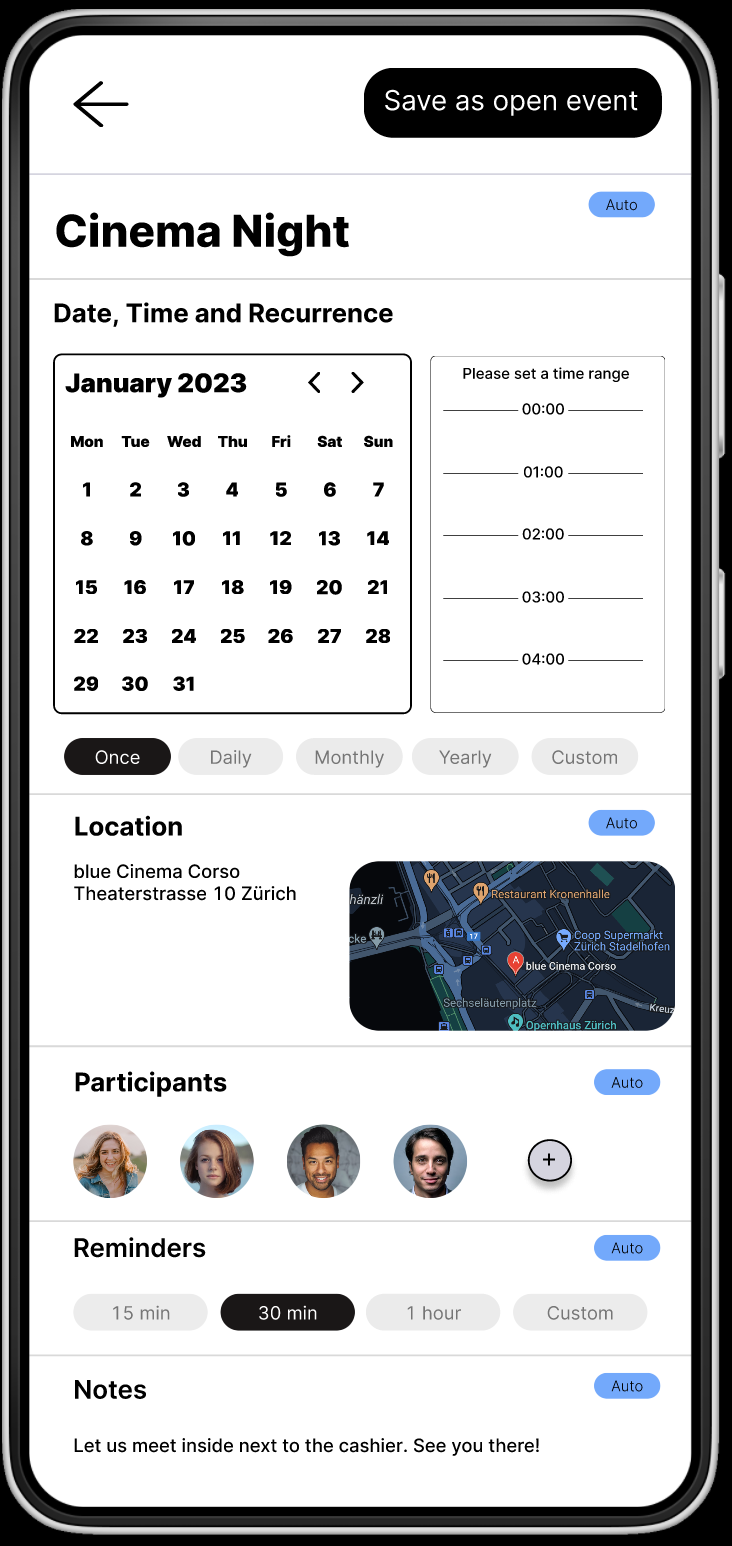 Save as open event
Auto
Cinema Night
Date, Time and Recurrence
January 2023
Mon Tue Wed Thu Fri Sat Sun
1 2 3 4 5 6 7
8 9 10 11 12 13 14
15 16 17 18 19 20 21
22 23 24 25 26 27 28
29 30 31
Please set a time range
00:00
01:00
02:00
03:00
04:00
Once Daily Monthly Yearly Custom
Location
Auto
blue Cinema Corso
Theaterstrasse 10 Zürich
Restaurant Kronenhalle
hänzli
17
Coop Supermarkt
Zürich Stadelhofen
cke
A
blue Cinema Corso
Sechseläutenplatz
Kreuz
Opernhaus Zürich
Participants
Auto
+
Reminders
Auto
15 min 30 min 1 hour Custom
Notes
Auto
Let us meet inside next to the cashier. See you there!